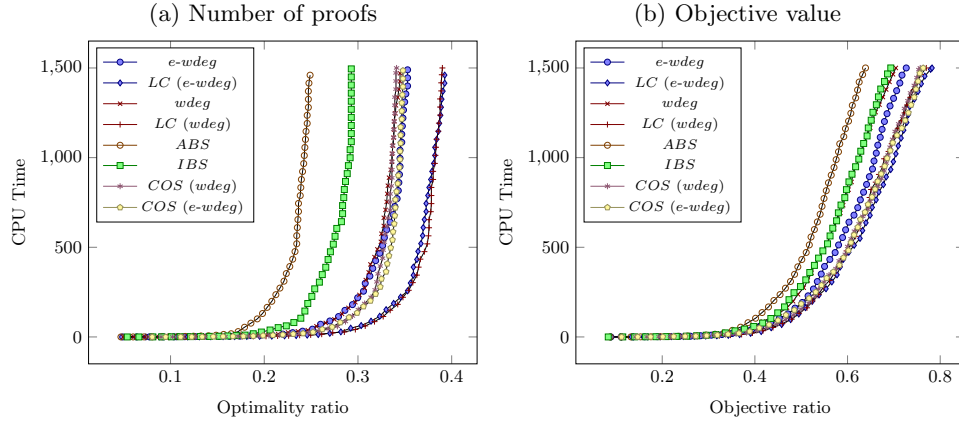 (a) Number of proofs
1,500
1,000
500
0
CPU Time
e-wdeg
LC (e-wdeg)
wdeg
LC (wdeg)
ABS
IBS
COS (wdeg)
COS (e-wdeg)
0.1 0.2 0.3 0.4
Optimality ratio
(b) Objective value
1,500
1,000
500
0
CPU Time
e-wdeg
LC (e-wdeg)
wdeg
LC (wdeg)
ABS
IBS
COS (wdeg)
COS (e-wdeg)
0.2 0.4 0.6 0.8
Objective ratio